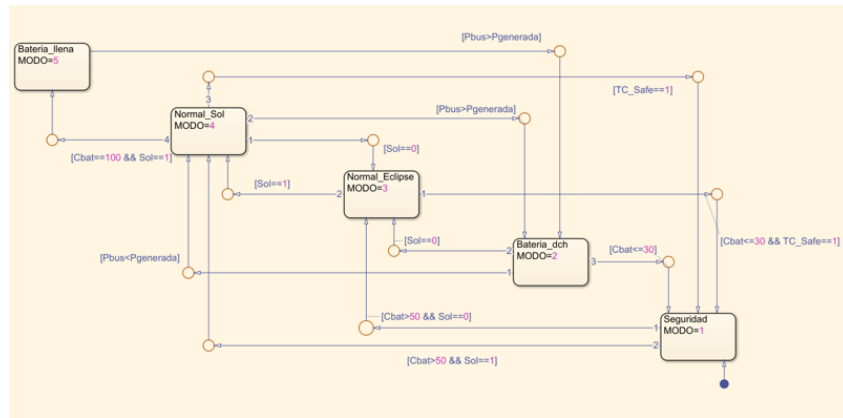 [Pbus>Pgenerada]
Bateria_llena
MODO=5
[TC_Safe==1]
3
Normal_Sol
MODO=4
[Pbus>Pgenerada]
2
4
1
[Sol==0]
[Cbat==100 && Sol==1]
Normal_Eclipse
MODO=3
[Sol==1]
2
1
[Sol==0]
Bateria_dch
MODO=2
[Cbat<=30]
[Cbat<=30 && TC_Safe==1]
2
[Pbus<Pgenerada]
1
3
[Cbat>50 && Sol==0]
Seguridad
MODO=1
1
2
[Cbat>50 && Sol==1]